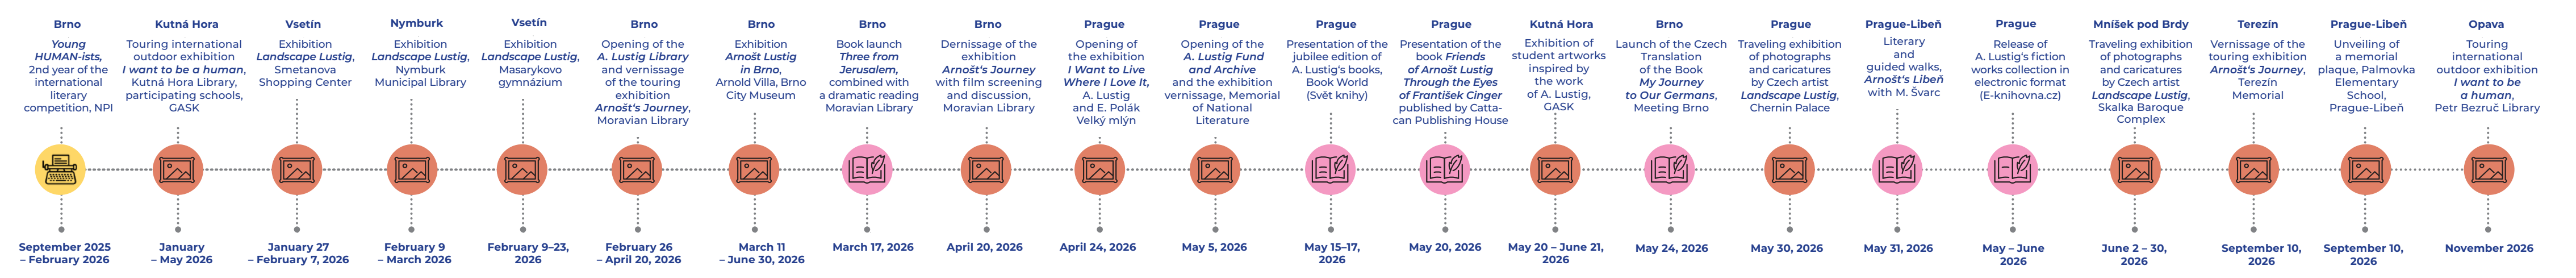 Brno
Young
HUMAN-ists,
2nd year of the
international
literary
competition, NPI
September 2025
– February 2026
Kutná Hora
Touring international
outdoor exhibition
I want to be a human,
Kutná Hora Library,
participating schools,
GASK
January
– May 2026
Vsetín
Exhibition
Landscape Lustig,
Smetanova
Shopping Center
January 27
– February 7, 2026
Nymburk
Exhibition
Landscape Lustig,
Nymburk
Municipal Library
February 9
– March 2026
Vsetín
Exhibition
Landscape Lustig,
Masarykovo
gymnázium
February 9–23,
2026
Brno
Opening of the
A. Lustig Library
and vernissage
of the touring
exhibition
Arnošt's Journey,
Moravian Library
February 26
– April 20, 2026
Brno
Exhibition
Arnošt Lustig
in Brno,
Arnold Villa, Brno
City Museum
March 11
– June 30, 2026
Brno
Book launch
Three from
Jerusalem,
combined with
a dramatic reading
Moravian Library
March 17, 2026
Brno
Dernissage of the
exhibition
Arnošt's Journey
with film screening
and discussion,
Moravian Library
April 20, 2026
Prague
Opening of
the exhibition
I Want to Live
Where I Love It,
A. Lustig
and E. Polák
Velký mlýn
April 24, 2026
Prague
Opening of the
A. Lustig Fund
and Archive
and the exhibition
vernissage, Memorial
of National
Literature
May 5, 2026
Prague
Presentation of the
jubilee edition of
A. Lustig's books,
Book World
(Svět knihy)
May 15–17,
2026
Prague
Presentation of the
book Friends
of Arnošt Lustig
Through the Eyes
of František Cinger
published by Catta-
can Publishing House
May 20, 2026
Kutná Hora
Exhibition of
student artworks
inspired by
the work
of A. Lustig,
GASK
May 20 – June 21,
2026
Brno
Launch of the Czech
Translation
of the Book
My Journey
to Our Germans,
Meeting Brno
May 24, 2026
Prague
Traveling exhibition
of photographs
and caricatures
by Czech artist
Landscape Lustig,
Chernin Palace
May 30, 2026
Prague-Libeň
Literary
and
guided walks,
Arnošt's Libeň
with M. Švarc
May 31, 2026
Prague
Release of
A. Lustig's fiction
works collection in
electronic format
(E-knihovna.cz)
May – June
2026
Mníšek pod Brdy
Traveling exhibition
of photographs
and caricatures
by Czech artist
Landscape Lustig,
Skalka Baroque
Complex
June 2 – 30,
2026
Terezín
Vernissage of the
touring exhibition
Arnošt's Journey,
Terezín
Memorial
September 10,
2026
Prague-Libeň
Unveiling of
a memorial
plaque, Palmovka
Elementary
School,
Prague-Libeň
September 10,
2026
Opava
Touring
international
outdoor exhibition
I want to be
a human,
Petr Bezruč Library
November 2026